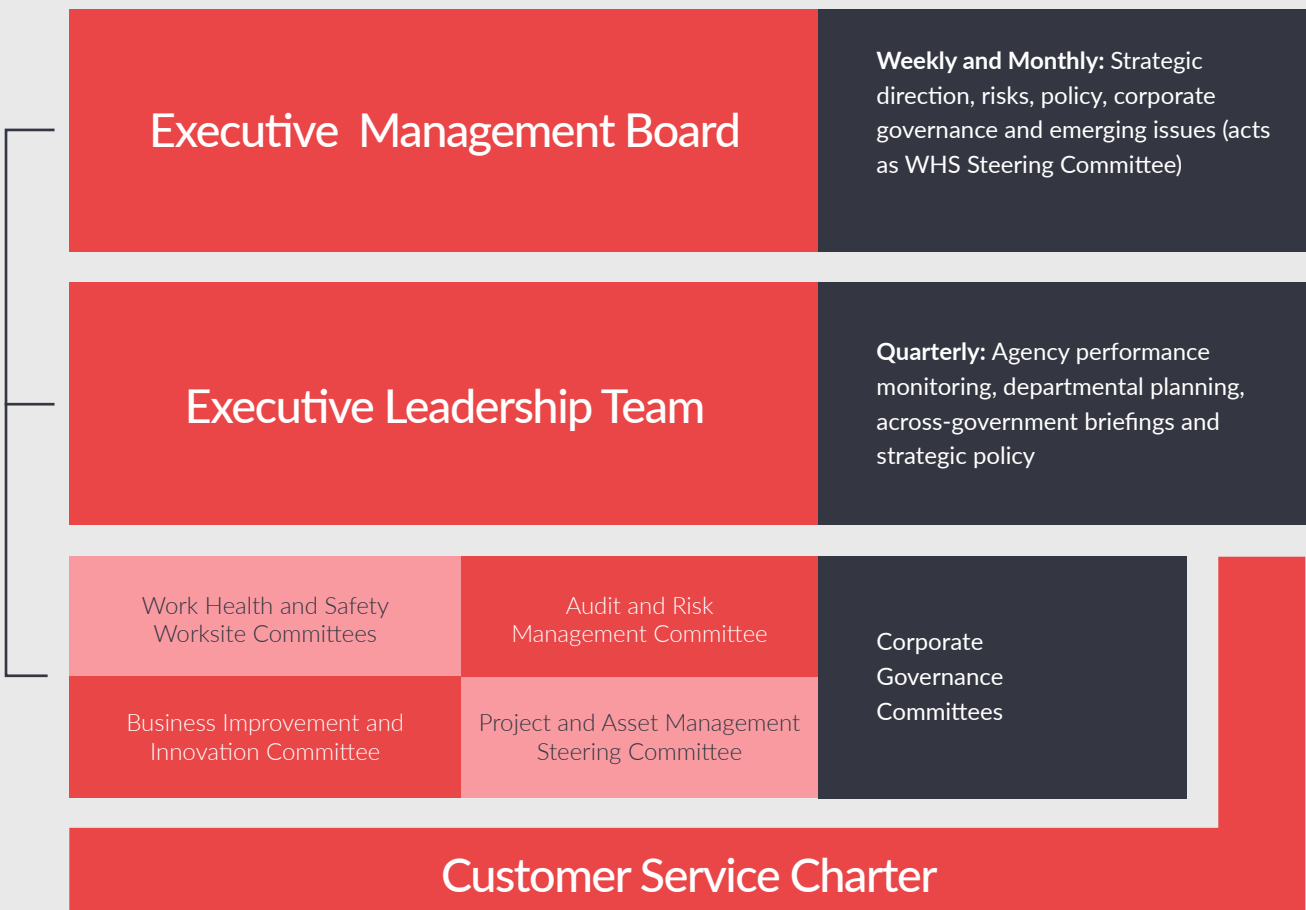 Executive Management Board
Weekly and Monthly: Strategic
direction, risks, policy, corporate
governance and emerging issues (acts
as WHS Steering Committee)
Executive Leadership Team
Quarterly: Agency performance
monitoring, departmental planning,
across-government briefings and
strategic policy
Work Health and Safety
Worksite Committees
Audit and Risk
Management Committee
Business Improvement and
Innovation Committee
Project and Asset Management
Steering Committee
Corporate
Governance
Committees
Customer Service Charter